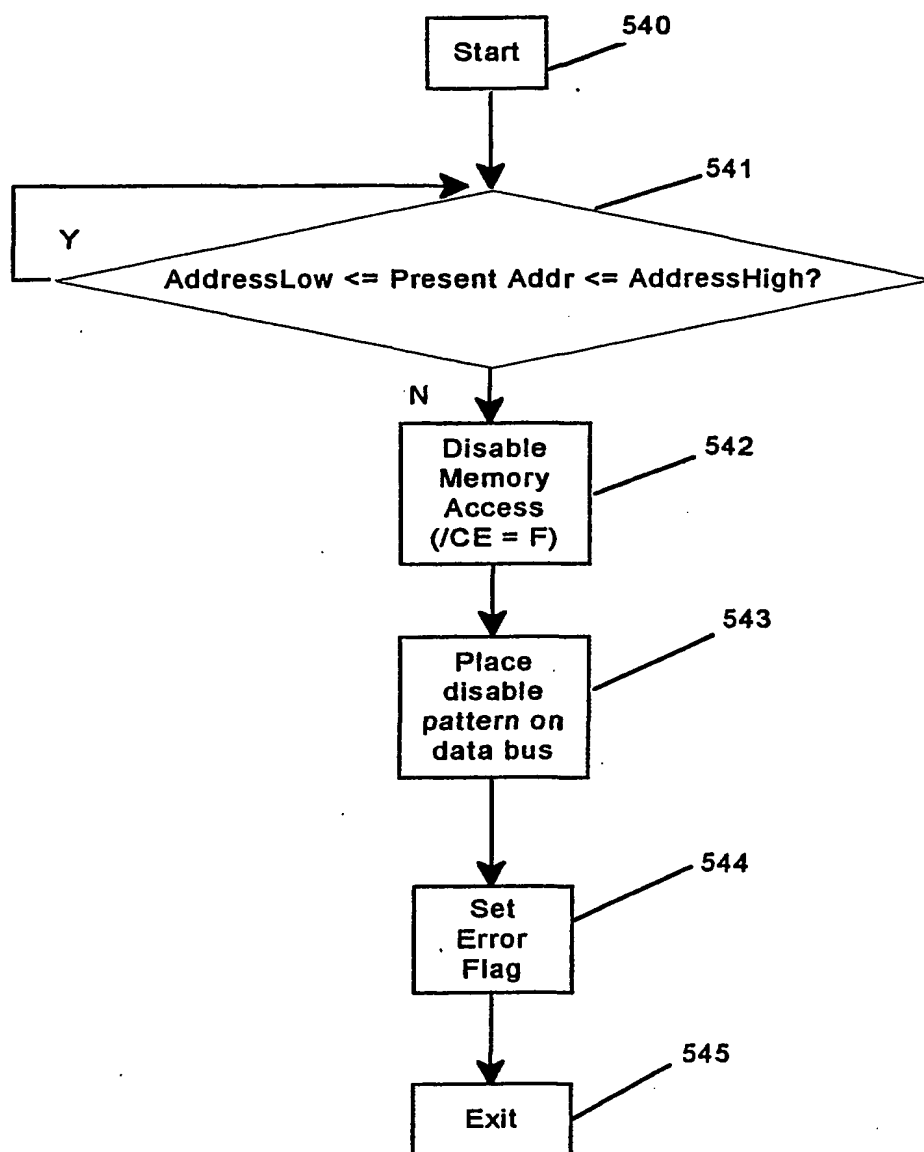 540
Start
541
Y
AddressLow <= Present Addr <= AddressHigh?
N
542
Disable
Memory
Access
(/CE = F)
543
Place
disable
pattern on
data bus
544
Set
Error
Flag
545
Exit